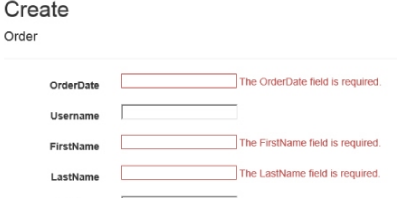 Create
Order
OrderDate The OrderDate field is required.
Username
FirstName The FirstName field is required.
LastName The LastName field is required.